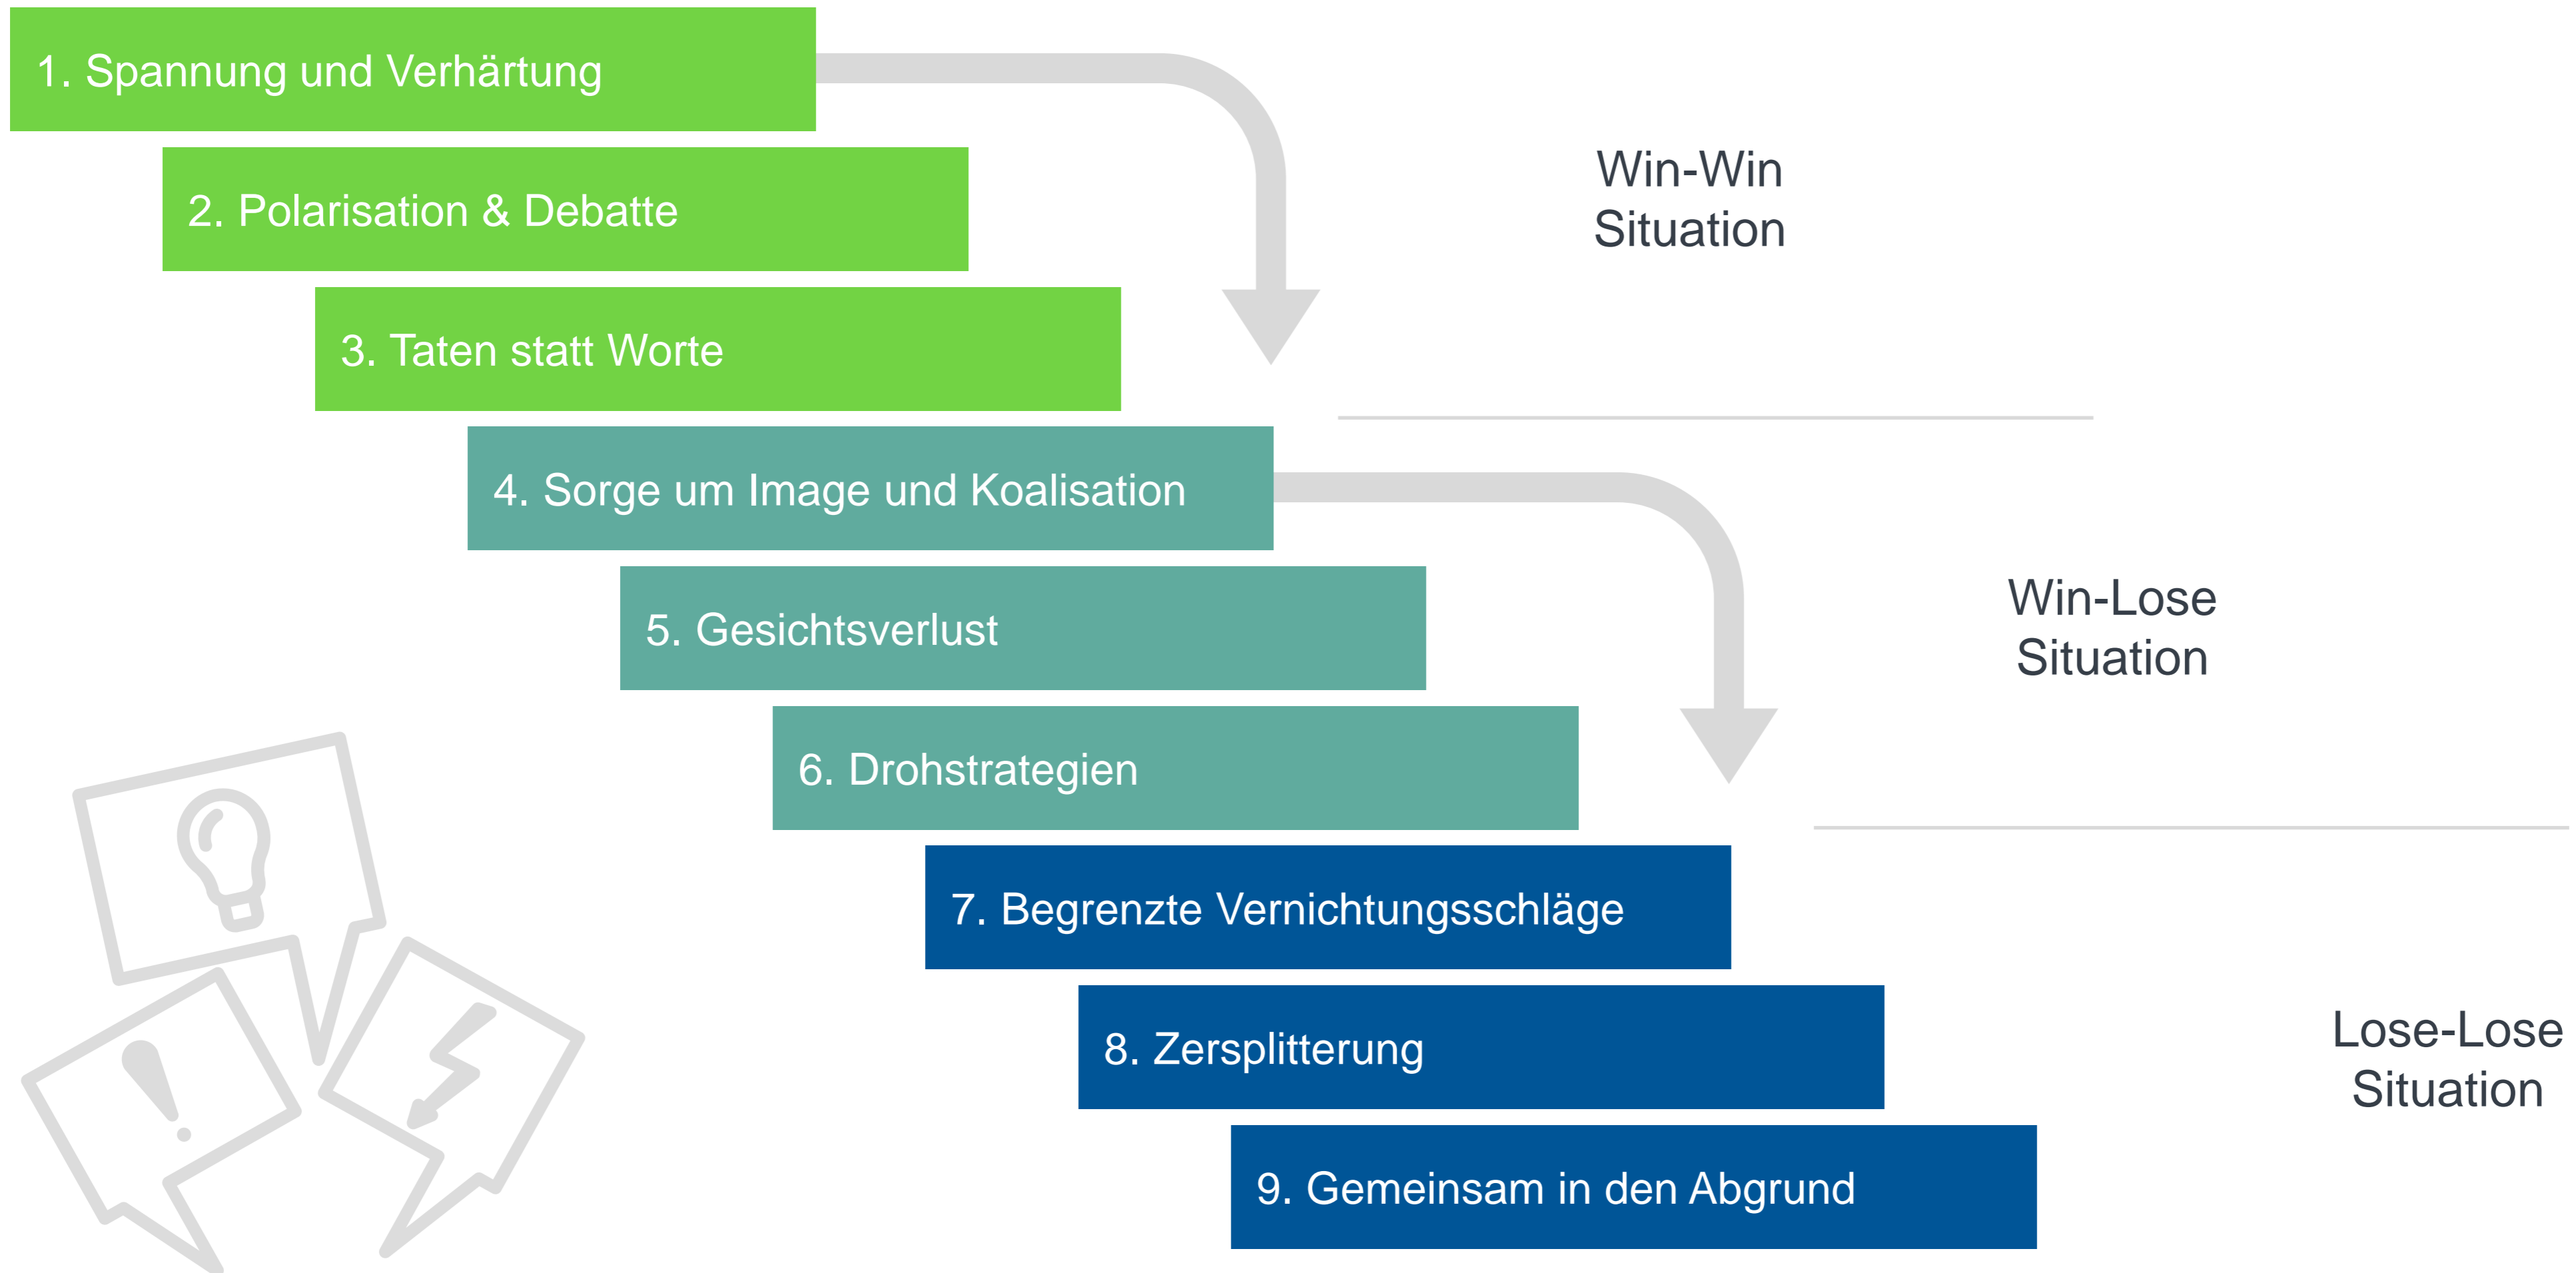 1. Spannung und Verhärtung
2. Polarisation & Debatte
3. Taten statt Worte
Win-Win
Situation
4. Sorge um Image und Koalisation
5. Gesichtsverlust
6. Drohstrategien
Win-Lose
Situation
7. Begrenzte Vernichtungsschläge
8. Zersplitterung
9. Gemeinsam in den Abgrund
Lose-Lose
Situation